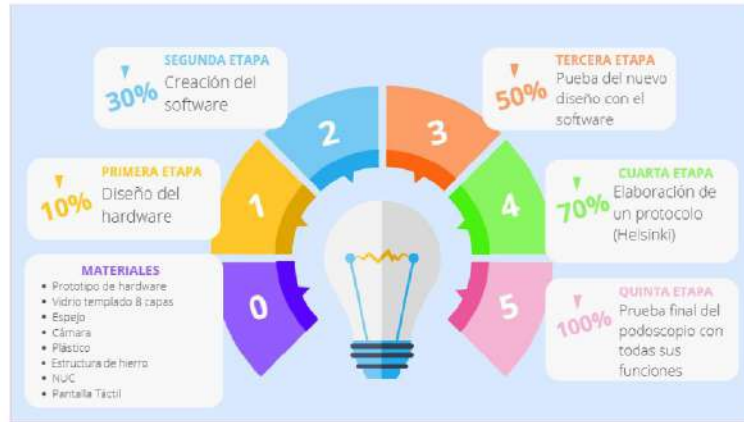 SEGUNDA ETAPA
30%
Creación del
software
TERCERA ETAPA
50%
Pueba del nuevo
diseño con el
software
PRIMERA ETAPA
10%
Diseño del
hardware
CUARTA ETAPA
70%
Elaboración de
un protocolo
(Helsinki)
MATERIALES
• Prototipo de hardware
• Vidrio templado 8 capas
• Espejo
• Cámara
• Plástico
• Estructura de hierro
• NUC
• Pantalla Táctil
QUINTA ETAPA
100%
Prueba final del
podoscopio con
todas sus
funciones
0
1
2
3
4
5